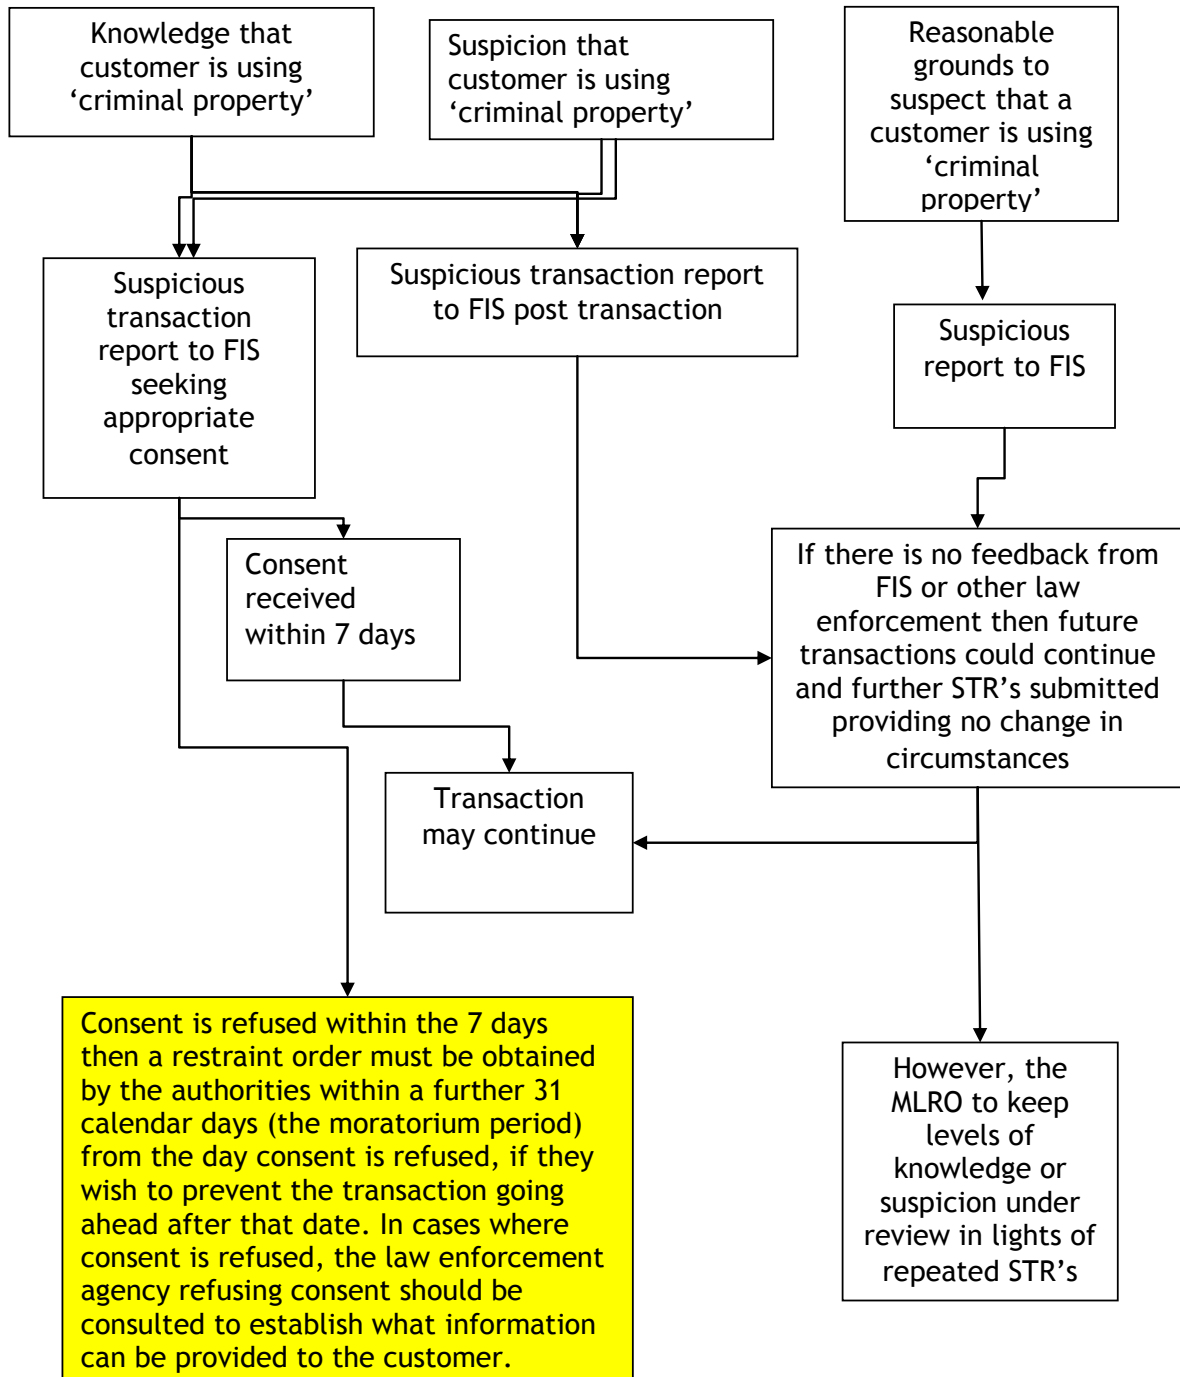 Knowledge that
customer is using
‘criminal property’
Suspicion that
customer is using
‘criminal property’
Reasonable
grounds to
suspect that a
customer is using
‘criminal
property’
Suspicious
transaction
report to FIS
seeking
appropriate
consent
Suspicious transaction report
to FIS post transaction
Suspicious
report to FIS
Consent
received
within 7 days
If there is no feedback from
FIS or other law
enforcement then future
transactions could continue
and further STR’s submitted
providing no change in
circumstances
Transaction
may continue
Consent is refused within the 7 days
then a restraint order must be obtained
by the authorities within a further 31
calendar days (the moratorium period)
from the day consent is refused, if they
wish to prevent the transaction going
ahead after that date. In cases where
consent is refused, the law enforcement
agency refusing consent should be
consulted to establish what information
can be provided to the customer.
However, the
MLRO to keep
levels of
knowledge or
suspicion under
review in lights of
repeated STR’s